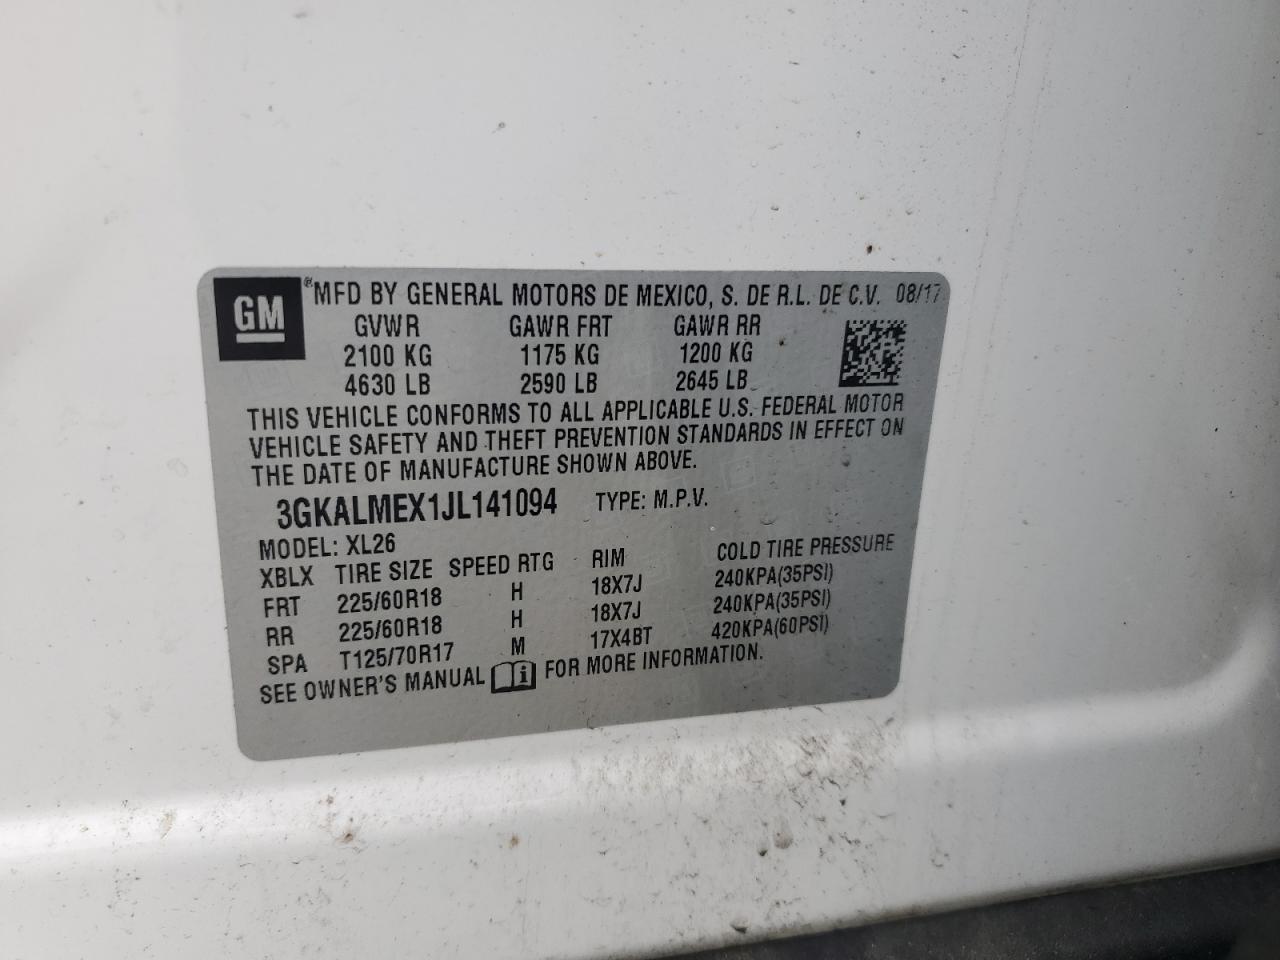 GM
®MFD BY GENERAL MOTORS DE MEXICO, S. DE R.L. DE C.V. 08/17
GVWR GAWR FRT GAWR RR
2100 KG 1175 KG 1200 KG
4630 LB 2590 LB 2645 LB
THIS VEHICLE CONFORMS TO ALL APPLICABLE U.S. FEDERAL MOTOR
VEHICLE SAFETY AND THEFT PREVENTION STANDARDS IN EFFECT ON
THE DATE OF MANUFACTURE SHOWN ABOVE.
3GKALMEX1JL141094 TYPE: M.P.V.
MODEL: XL26
XBLX TIRE SIZE SPEED RTG RIM COLD TIRE PRESSURE
FRT 225/60R18 H 18X7J 240KPA(35PSI)
RR 225/60R18 H 18X7J 240KPA(35PSI)
SPA T125/70R17 M 17X4BT 420KPA(60PSI)
SEE OWNER'S MANUAL i FOR MORE INFORMATION.